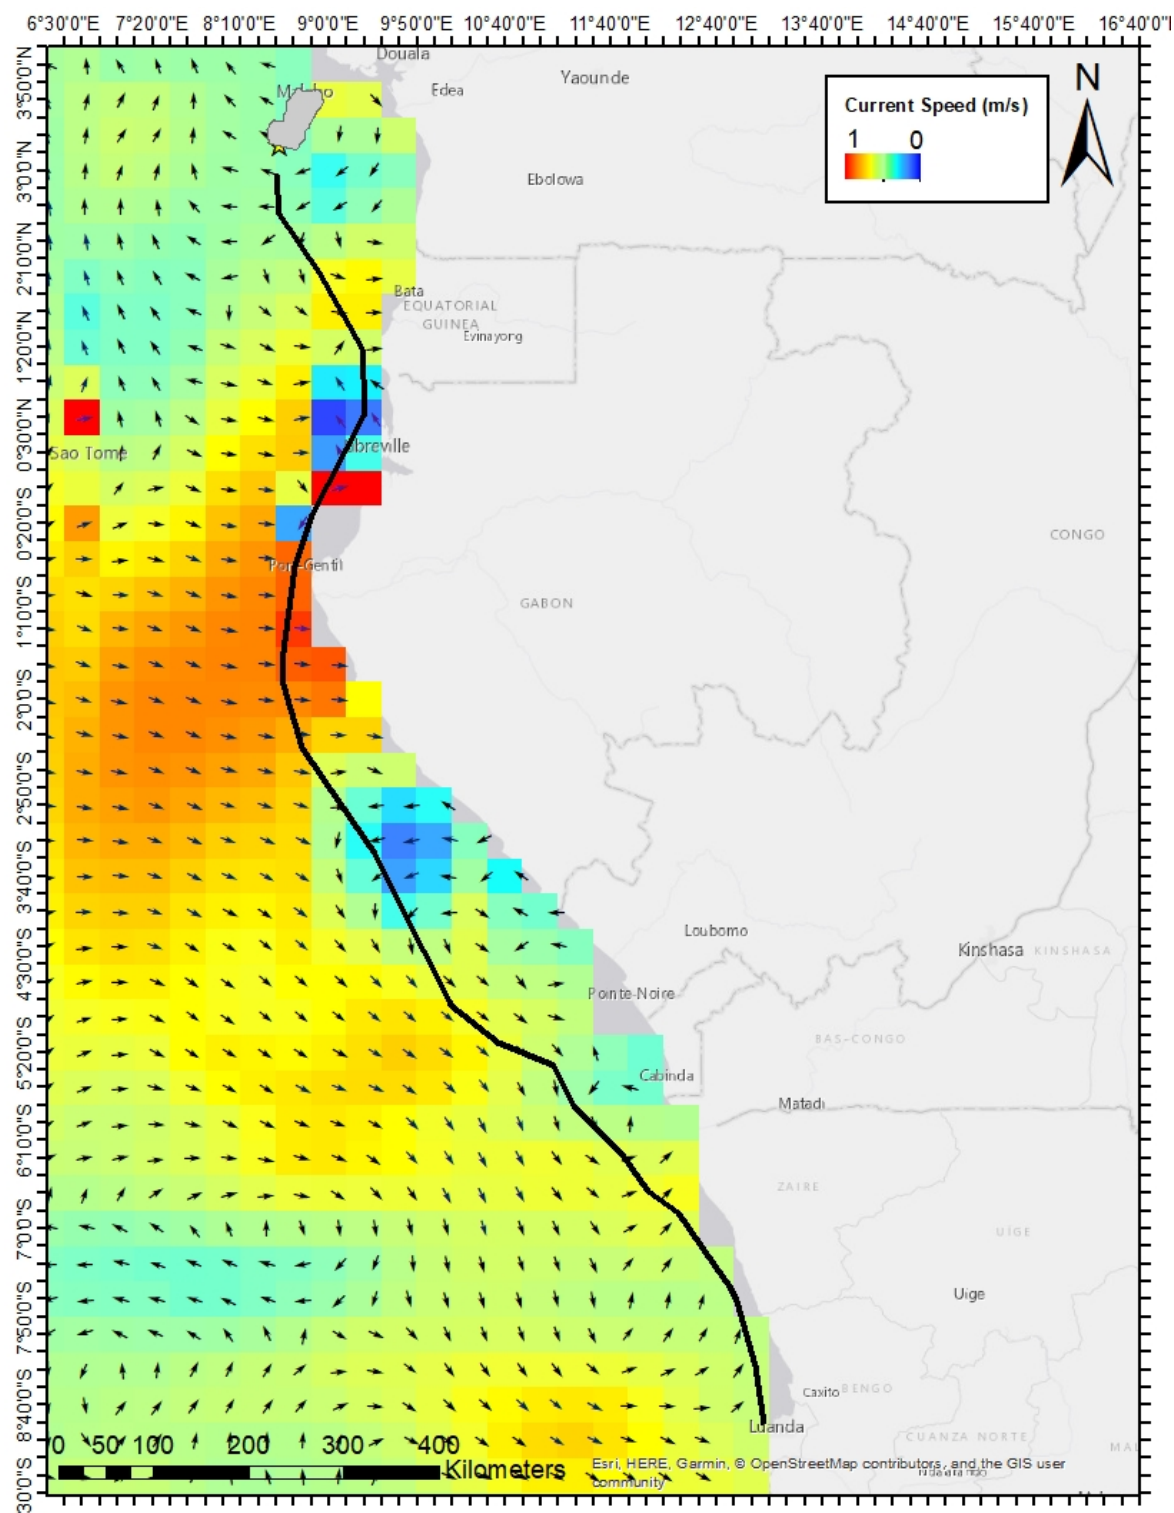 6°30'0"E 7°20'0"E 8°10'0"E 9°0'0"E 9°50'0"E 10°40'0"E 11°40'0"E 12°40'0"E 13°40'0"E 14°40'0"E 15°40'0"E 16°40'0"E
3°50'0"N
3°0'0"N
2°10'0"N
1°20'0"N
0°30'0"N
0°20'0"S
1°10'0"S
2°0'0"S
2°50'0"S
3°40'0"S
4°30'0"S
5°20'0"S
6°10'0"S
7°0'0"S
7°50'0"S
8°40'0"S
30'0"S
Douala
Yaounde
Edea
Ebolowa
N
Current Speed (m/s)
1 0
Bata
EQUATORIAL
GUINEA
Evinayong
Sao Tome
CONGO
Port-Gentil
GABON
Loubomo
Kinshasa
KINSHASA
Pointe-Noire
BAS-CONGO
Cabinda
Matadi
ZAIRE
UÍGE
Uige
Caxito
BENGO
Luanda
CUANZA NORTE
0 50 100 200 300 400
Kilometers
Esri, HERE, Garmin, © OpenStreetMap contributors, and the GIS user
community